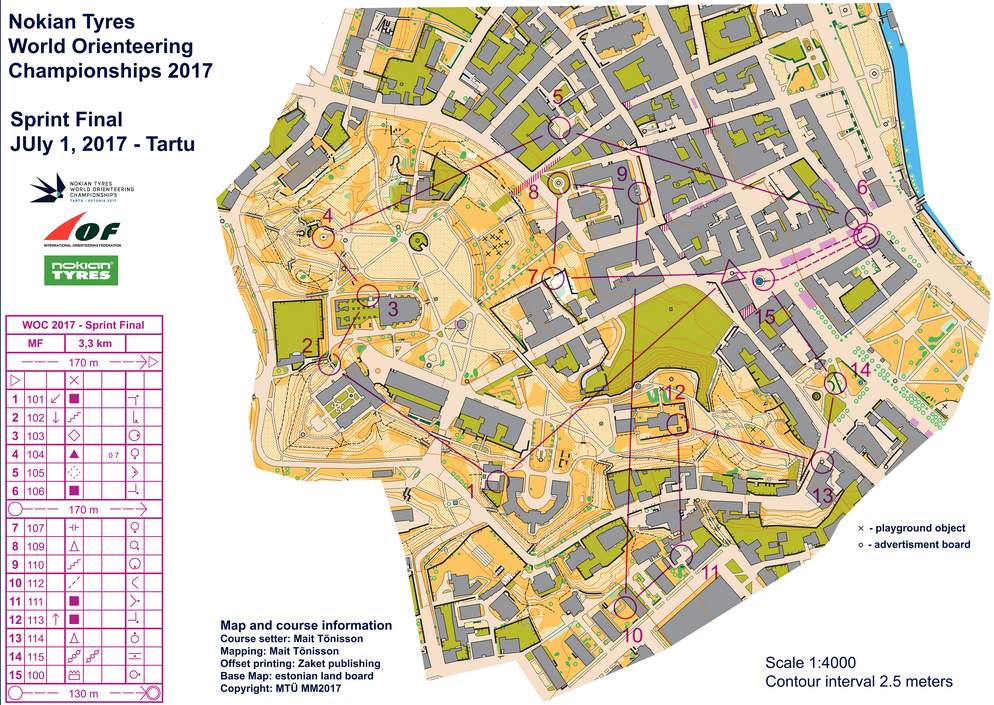 Nokian Tyres
World Orienteering
Championships 2017
Sprint Final
JUly 1, 2017 - Tartu
NOKIAN TYRES
WORLD ORIENTEERING
CHAMPIONSHIPS
TARTU - ESTONIA 2017
IOF
INTERNATIONAL ORIENTEERING FEDERATION
nokian
TYRES
WOC 2017 - Sprint Final
MF 3,3 km
170 m
1 101
2 102
3 103
4 104 0.7
5 105
6 106
170 m
7 107
8 109
9 110
10 112
11 111
12 113
13 114
14 115
15 100
130 m
5
6
8
9
4
7
3
15
2
14
12
1
13
11
10
x - playground object
o - advertisment board
Map and course information
Course setter: Mait Tõnisson
Mapping: Mait Tõnisson
Offset printing: Zaket publishing
Base Map: estonian land board
Copyright: MTÜ MM2017
Scale 1:4000
Contour interval 2.5 meters